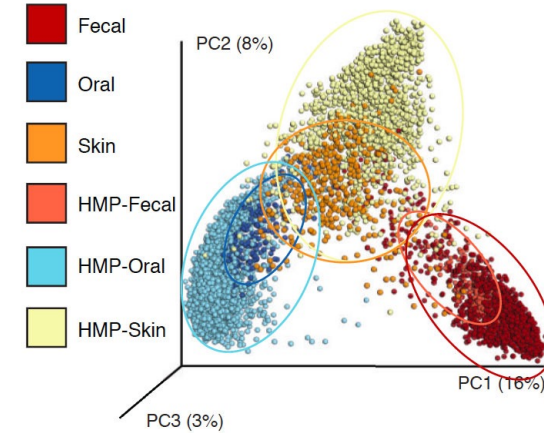 Fecal
Oral
Skin
HMP-Fecal
HMP-Oral
HMP-Skin
PC2 (8%)
PC1 (16%)
PC3 (3%)